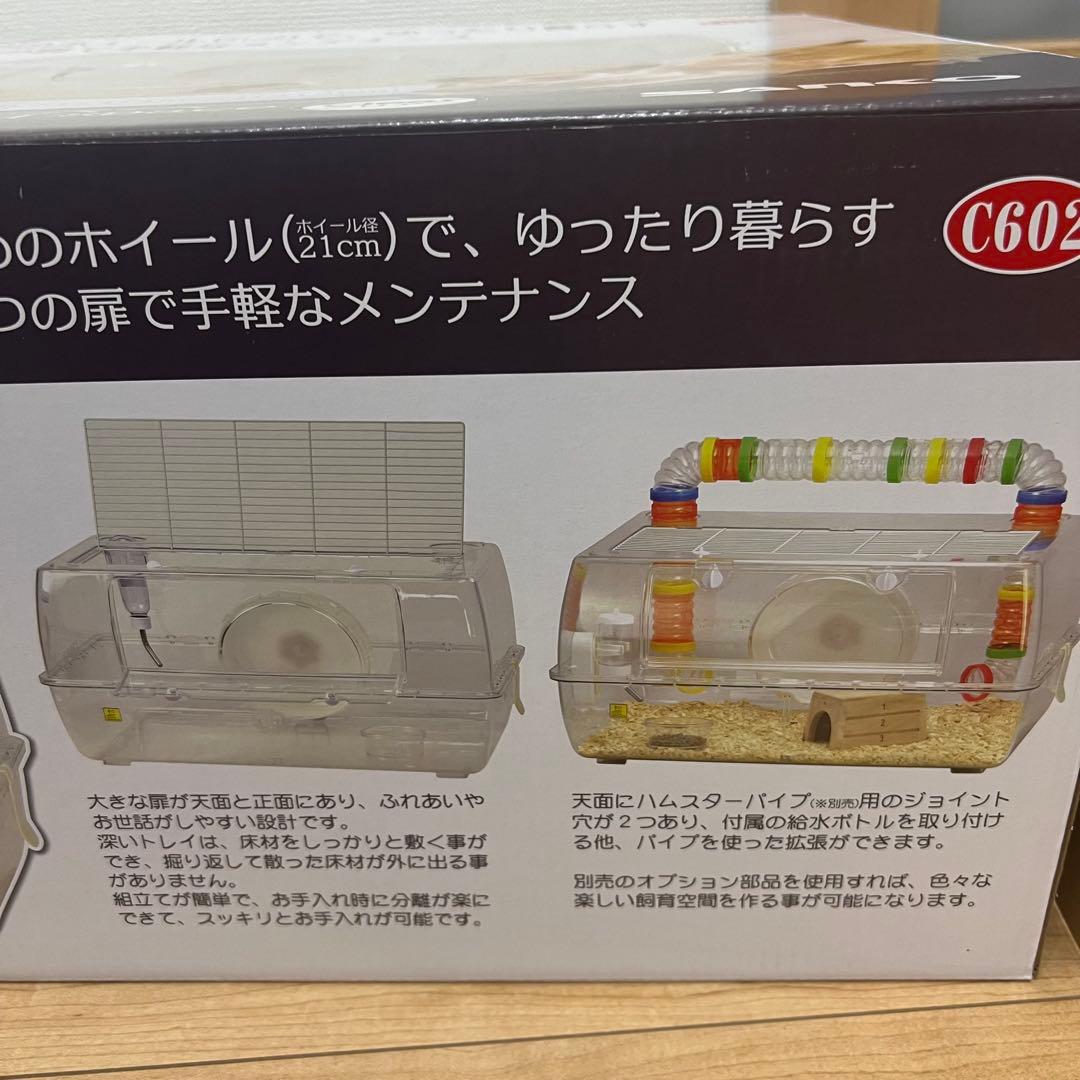 SANKO
めのホイール(ホイール径21cm)で、ゆったり暮らす
C602
つの扉で手軽なメンテナンス
1
2
3
大きな扉が天面と正面にあり、ふれあいや
お世話がしやすい設計です。
深いトレイは、床材をしっかりと敷く事が
でき、掘り返して散った床材が外に出る事
がありません。
組立てが簡単で、お手入れ時に分離が楽に
できて、スッキリとお手入れが可能です。
天面にハムスターパイプ(※別売)用のジョイント
穴が2つあり、付属の給水ボトルを取り付け
る他、パイプを使った拡張ができます。
別売のオプション部品を使用すれば、色々な
楽しい飼育空間を作る事が可能になります。